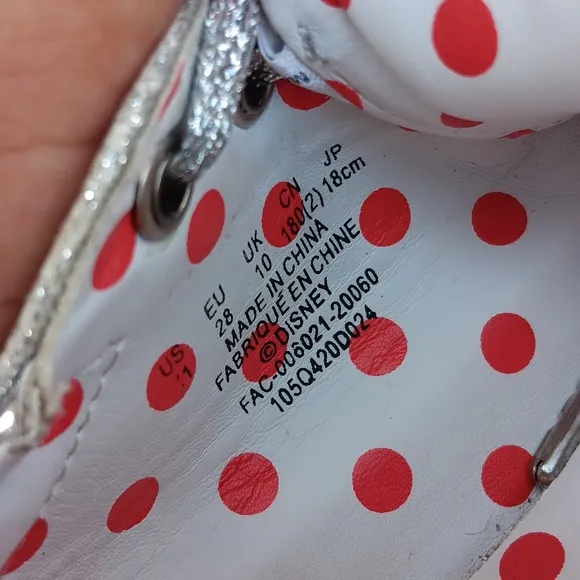 US EU UK CN JP
:1 28 10 180(2) 18cm
MADE IN CHINA
FABRIQUE EN CHINE
©DISNEY
FAC-006021-20060
105Q420D024